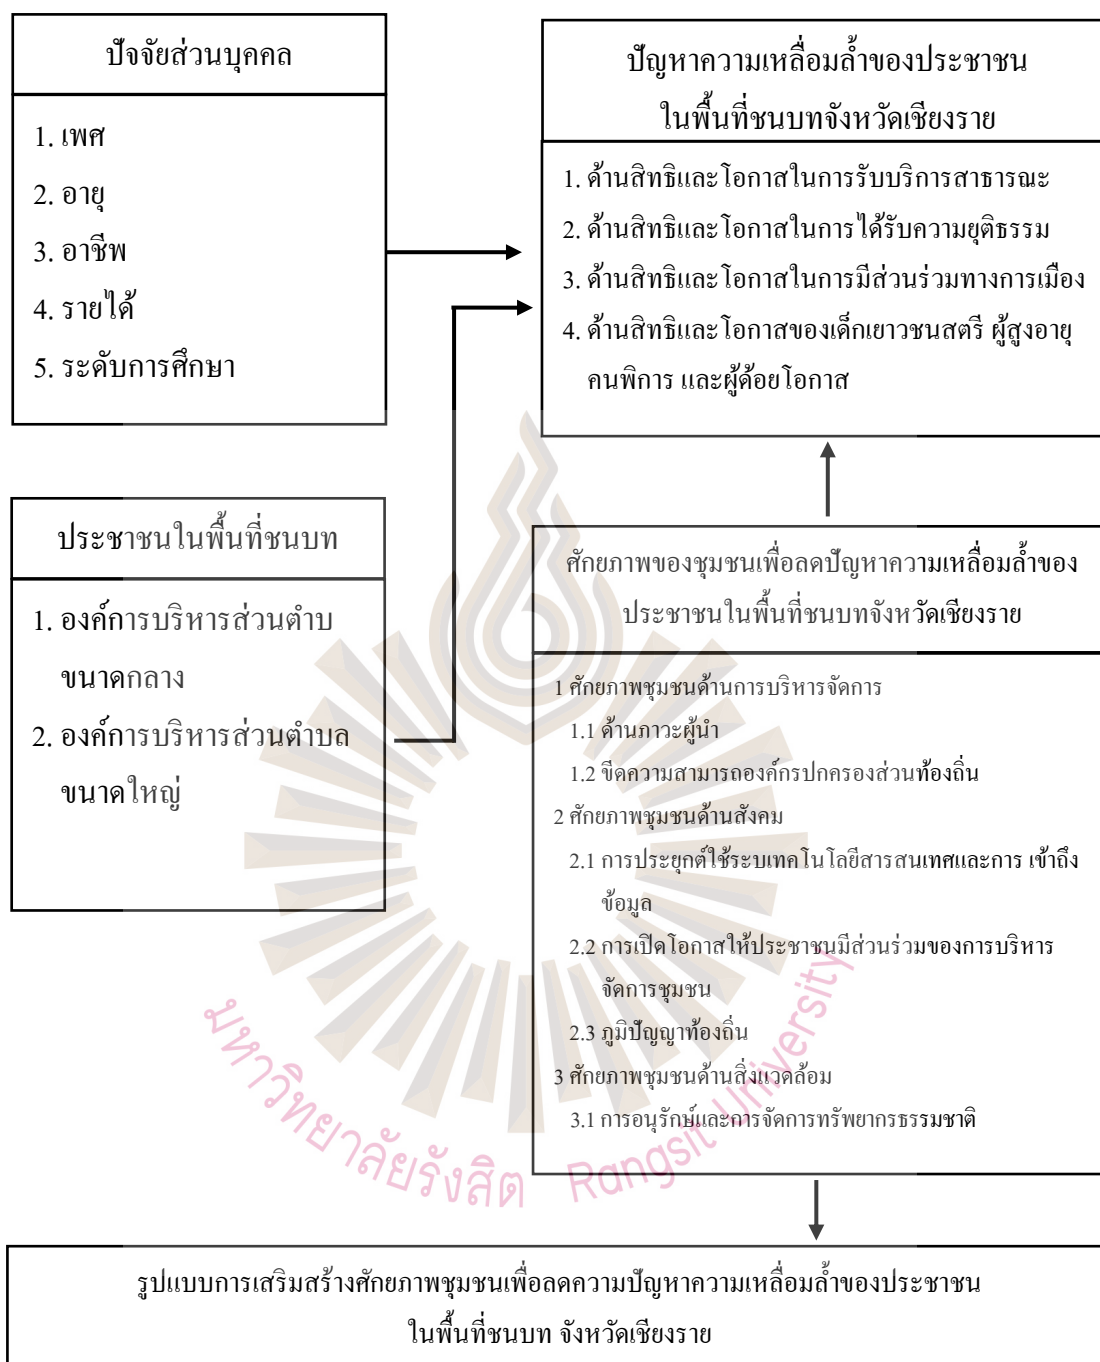 ปัจจัยส่วนบุคคล
1. เพศ
2. อายุ
3. อาชีพ
4. รายได้
5. ระดับการศึกษา
ปัญหาความเหลื่อมล้ำของประชาชน
ในพื้นที่ชนบทจังหวัดเชียงราย
1. ด้านสิทธิและโอกาสในการรับบริการสาธารณะ
2. ด้านสิทธิและโอกาสในการได้รับความยุติธรรม
3. ด้านสิทธิและโอกาสในการมีส่วนร่วมทางการเมือง
4. ด้านสิทธิและโอกาสของเด็กเยาวชนสตรี ผู้สูงอายุ
คนพิการ และผู้ด้อยโอกาส
ประชาชนในพื้นที่ชนบท
1. องค์การบริหารส่วนตำบ
ขนาดกลาง
2. องค์การบริหารส่วนตำบล
ขนาดใหญ่
ศักยภาพของชุมชนเพื่อลดปัญหาความเหลื่อมล้ำของ
ประชาชนในพื้นที่ชนบทจังหวัดเชียงราย
1 ศักยภาพชุมชนด้านการบริหารจัดการ
1.1 ด้านภาวะผู้นำ
1.2 ขีดความสามารถองค์กรปกครองส่วนท้องถิ่น
2 ศักยภาพชุมชนด้านสังคม
2.1 การประยุกต์ใช้ระบเทคโนโลยีสารสนเทศและการ เข้าถึง
ข้อมูล
2.2 การเปิดโอกาสให้ประชาชนมีส่วนร่วมของการบริหาร
จัดการชุมชน
2.3 ภูมิปัญญาท้องถิ่น
3 ศักยภาพชุมชนด้านสิ่งแวดล้อม
3.1 การอนุรักษ์และการจัดการทรัพยากรธรรมชาติ
มหาวิทยาลัยรังสิต Rangsit University
รูปแบบการเสริมสร้างศักยภาพชุมชนเพื่อลดความปัญหาความเหลื่อมล้ำของประชาชน
ในพื้นที่ชนบท จังหวัดเชียงราย